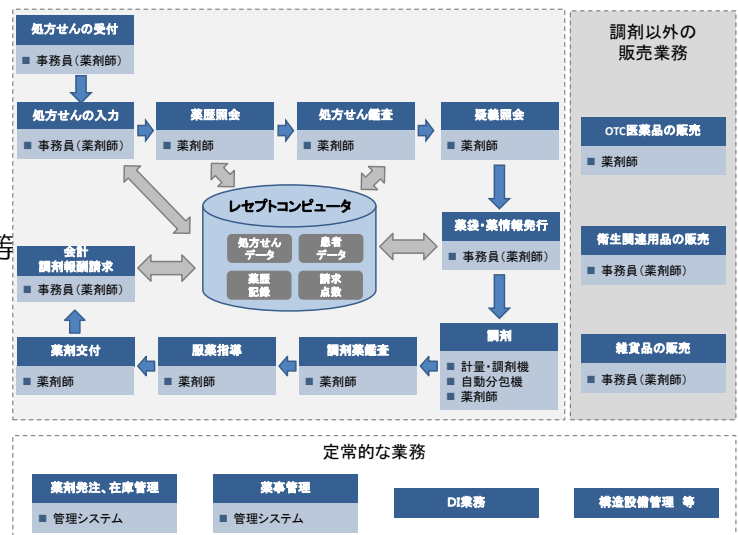 処方せんの受付
■ 事務員(薬剤師)
処方せんの入力
■ 事務員(薬剤師)
薬歴照会
■ 薬剤師
処方せん鑑査
■ 薬剤師
疑義照会
■ 薬剤師
レセプトコンピュータ
処方せん
データ
患者
データ
薬歴
記録
請求
点数
薬袋・薬情報発行
■ 事務員(薬剤師)
等
会計
調剤報酬請求
■ 事務員(薬剤師)
調剤
■ 計量・調剤機
■ 自動分包機
■ 薬剤師
調剤薬鑑査
■ 薬剤師
服薬指導
■ 薬剤師
薬剤交付
■ 薬剤師
調剤以外の
販売業務
OTC医薬品の販売
■ 薬剤師
衛生関連用品の販売
■ 事務員(薬剤師)
雑貨品の販売
■ 事務員(薬剤師)
定常的な業務
薬剤発注、在庫管理
■ 管理システム
薬事管理
■ 管理システム
DI業務
構造設備管理 等